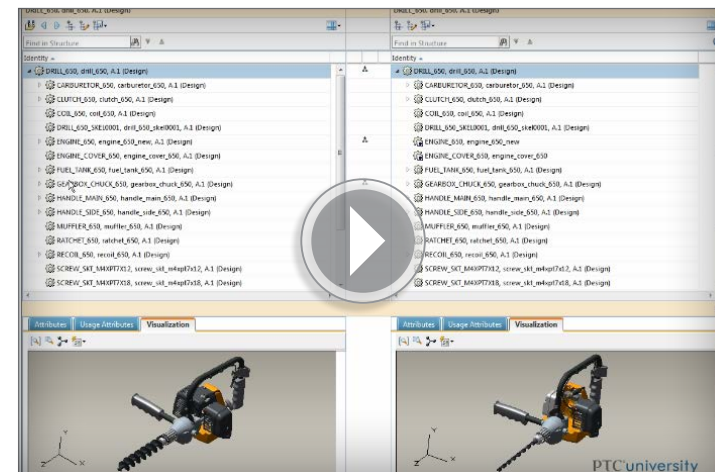 DRILL_650, drill_650, A.1 (Design)
DRILL_650, drill_650, A.1 (Design)
Find in Structure
Find in Structure
Identity
Identity
DRILL_650, drill_650, A.1 (Design)
CARBURETOR_650, carburetor_650, A.1 (Design)
CLUTCH_650, clutch_650, A.1 (Design)
COIL_650, coil_650, A.1 (Design)
DRILL_650_SKEL0001, drill_650_skel0001, A.1 (Design)
ENGINE_650, engine_650_new, A.1 (Design)
ENGINE_COVER_650, engine_cover_650, A.1 (Design)
FUEL_TANK_650, fuel_tank_650, A.1 (Design)
GEARBOX_CHUCK_650, gearbox_chuck_650, A.1 (Design)
HANDLE_MAIN_650, handle_main_650, A.1 (Design)
HANDLE_SIDE_650, handle_side_650, A.1 (Design)
MUFFLER_650, muffler_650, A.1 (Design)
RATCHET_650, ratchet_650, A.1 (Design)
RECOIL_650, recoil_650, A.1 (Design)
SCREW_SKT_M4XPT7X12, screw_skt_m4xpt7x12, A.1 (Design)
SCREW_SKT_M4XPT7X18, screw_skt_m4xpt7x18, A.1 (Design)
DRILL_650, drill_650, A.1 (Design)
CARBURETOR_650, carburetor_650, A.1 (Design)
CLUTCH_650, clutch_650, A.1 (Design)
COIL_650, coil_650, A.1 (Design)
DRILL_650_SKEL0001, drill_650_skel0001, A.1 (Design)
ENGINE_650, engine_650_new
ENGINE_COVER_650, engine_cover_650
FUEL_TANK_650, fuel_tank_650, A.1 (Design)
GEARBOX_CHUCK_650, gearbox_chuck_650, A.1 (Design)
HANDLE_MAIN_650, handle_main_650, A.1 (Design)
HANDLE_SIDE_650, handle_side_650, A.1 (Design)
MUFFLER_650, muffler_650, A.1 (Design)
RATCHET_650, ratchet_650, A.1 (Design)
RECOIL_650, recoil_650, A.1 (Design)
SCREW_SKT_M4XPT7X12, screw_skt_m4xpt7x12, A.1 (Design)
SCREW_SKT_M4XPT7X18, screw_skt_m4xpt7x18, A.1 (Design)
Attributes Usage Attributes Visualization
Attributes Usage Attributes Visualization
Y
Z X
Y
Z X
PTC university